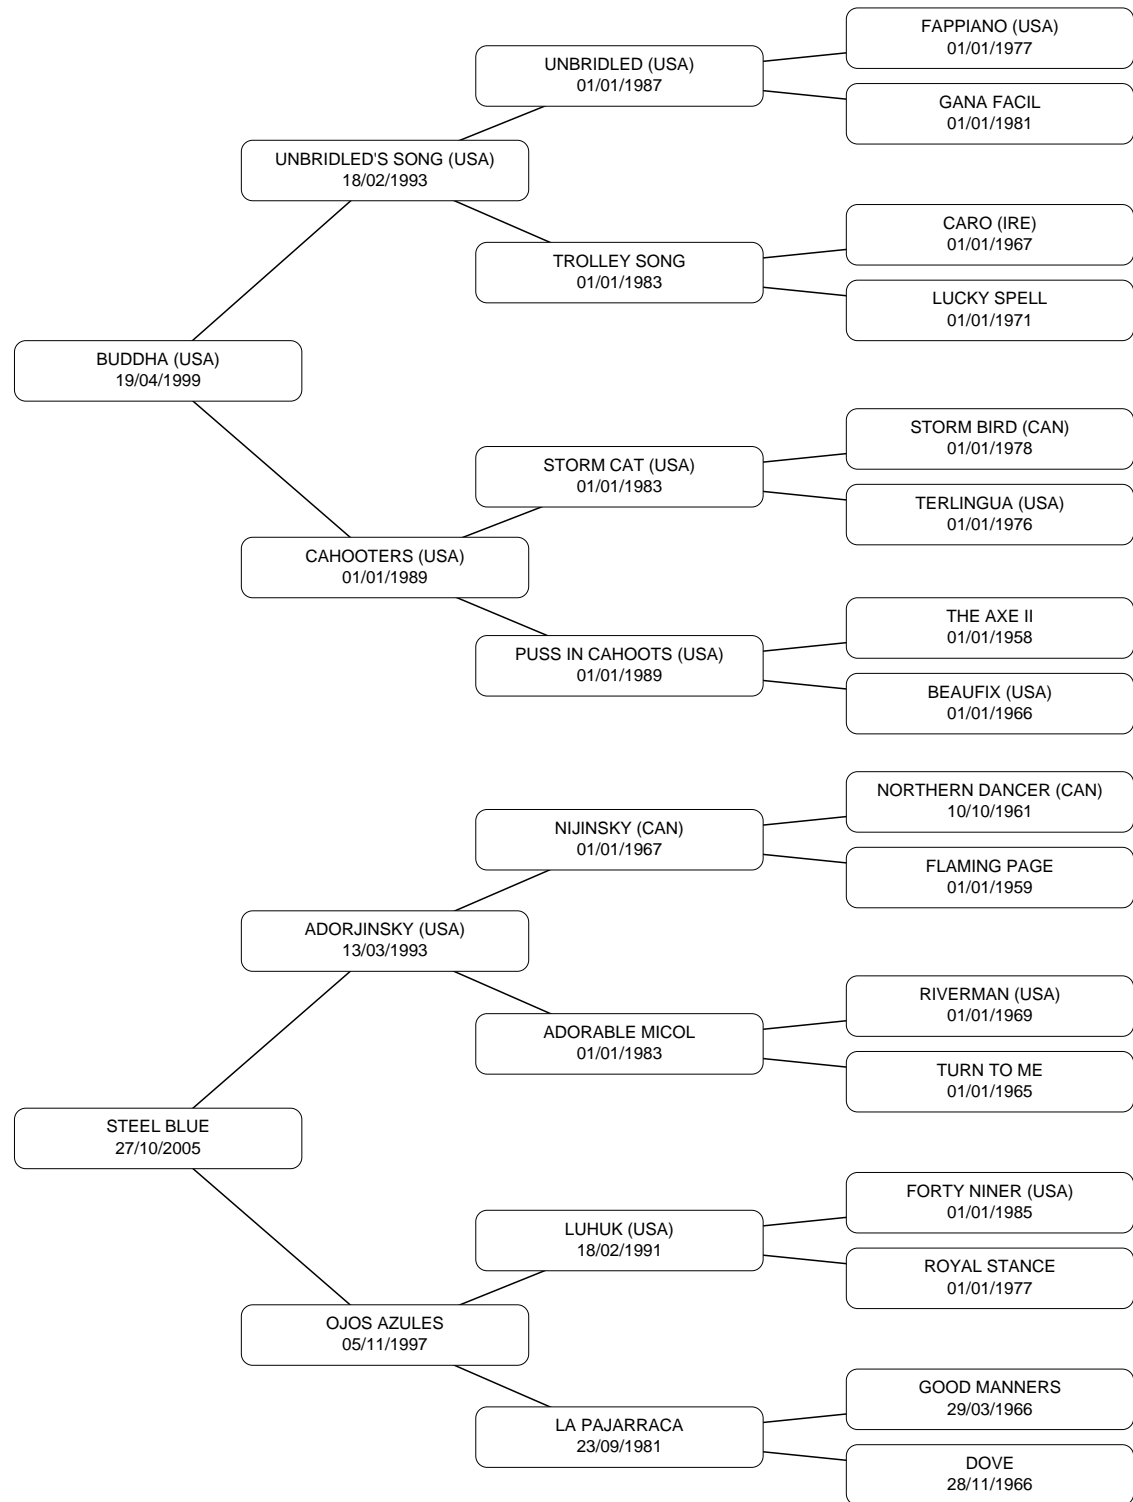 FAPPIANO (USA)
01/01/1977
UNBRIDLED (USA)
01/01/1987
GANA FACIL
01/01/1981
UNBRIDLED'S SONG (USA)
18/02/1993
CARO (IRE)
01/01/1967
TROLLEY SONG
01/01/1983
LUCKY SPELL
01/01/1971
BUDDHA (USA)
19/04/1999
STORM BIRD (CAN)
01/01/1978
STORM CAT (USA)
01/01/1983
TERLINGUA (USA)
01/01/1976
CAHOOTERS (USA)
01/01/1989
THE AXE II
01/01/1958
PUSS IN CAHOOTS (USA)
01/01/1989
BEAUFIX (USA)
01/01/1966
NORTHERN DANCER (CAN)
10/10/1961
NIJINSKY (CAN)
01/01/1967
FLAMING PAGE
01/01/1959
ADORJINSKY (USA)
13/03/1993
RIVERMAN (USA)
01/01/1969
ADORABLE MICOL
01/01/1983
TURN TO ME
01/01/1965
STEEL BLUE
27/10/2005
FORTY NINER (USA)
01/01/1985
LUHUK (USA)
18/02/1991
ROYAL STANCE
01/01/1977
OJOS AZULES
05/11/1997
GOOD MANNERS
29/03/1966
LA PAJARRACA
23/09/1981
DOVE
28/11/1966